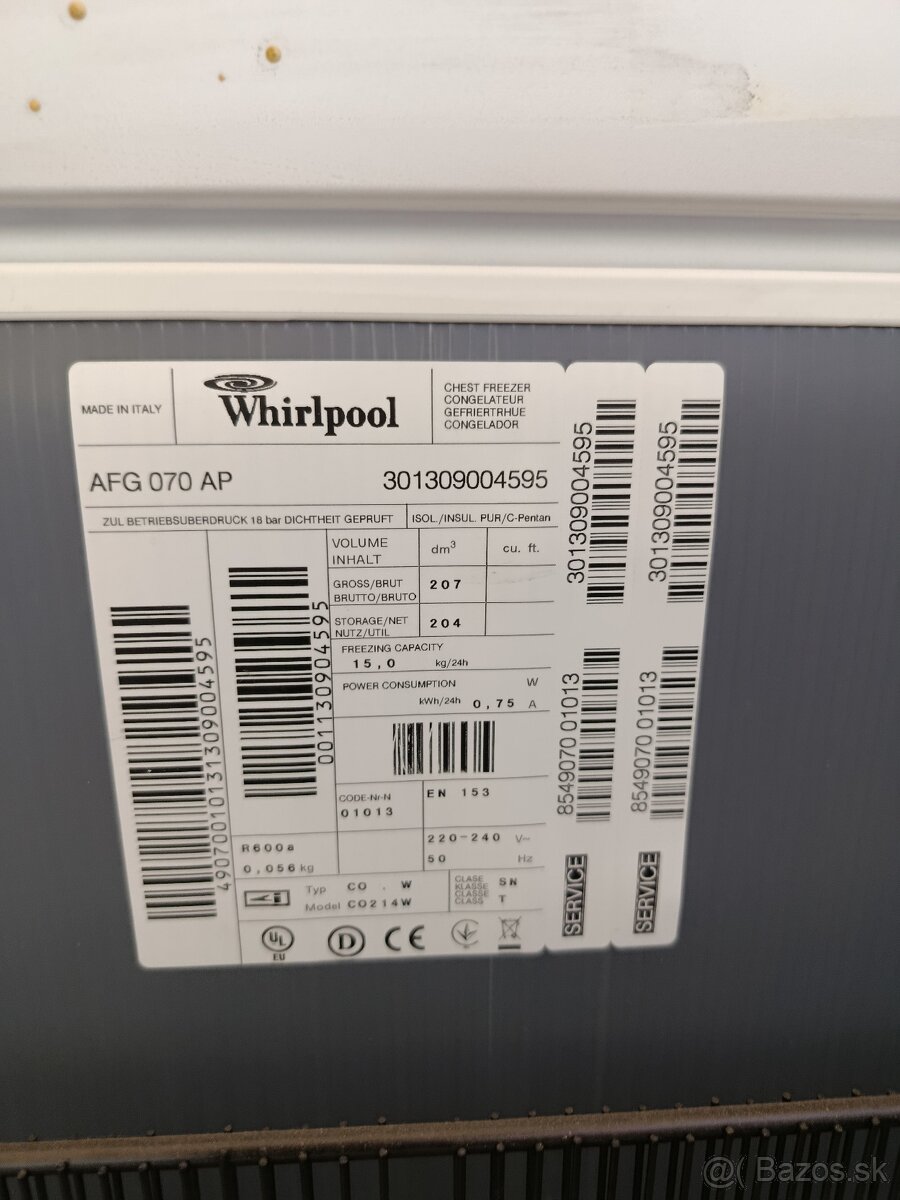 MADE IN ITALY
Whirlpool
CHEST FREEZER
CONGELATEUR
GEFRIERTRHUE
CONGELADOR
AFG 070 AP
301309004595
ZUL BETRIEBSUBERDRUCK 18 bar DICHTHEIT GEPRUFT
ISOL./INSUL. PUR/C-Pentan
VOLUME
INHALT
dm³
cu. ft.
GROSS/BRUT
BRUTTO/BRUTO
207
STORAGE/NET
NUTZ/UTIL
204
FREEZING CAPACITY
15,0 kg/24h
POWER CONSUMPTION W
kWh/24h 0,75 A
CODE-Nr-N
01013
EN 153
R600a
0,056 kg
220-240 V~
50 Hz
Typ CO . W
Model CO214W
CLASE
KLASSE
CLASSE
CLASS
SN
T
UL
EU
D
CE
49070010131309004595
001130904595
301309004595
8549070 01013
SERVICE
301309004595
8549070 01013
SERVICE
@ Bazos.sk